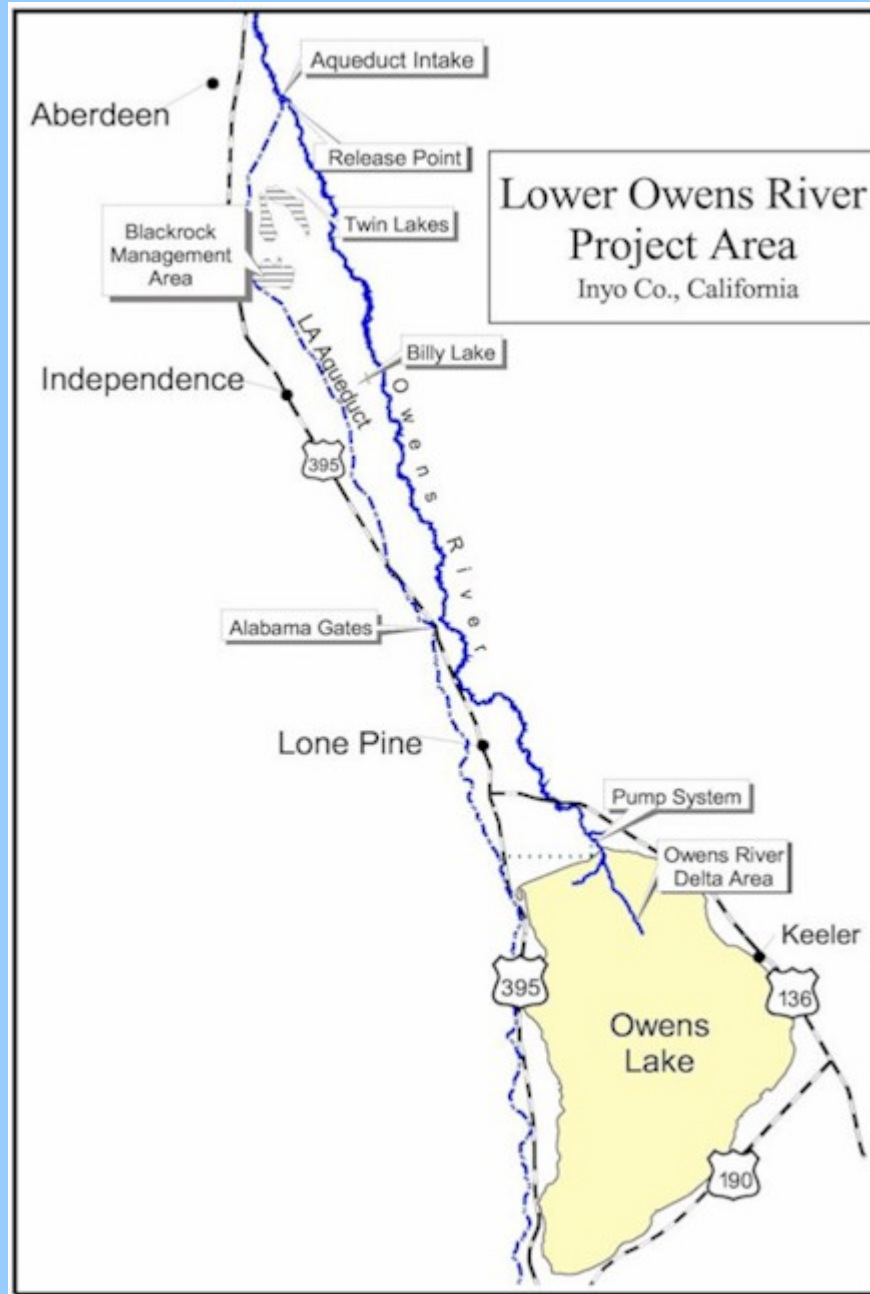 Aqueduct Intake
Aberdeen
Release Point
Lower Owens River
Project Area
Inyo Co., California
Twin Lakes
Blackrock
Management
Area
LA Aqueduct
Billy Lake
Independence
Owens River
395
Alabama Gates
Lone Pine
Pump System
Owens River
Delta Area
Keeler
395
136
Owens
Lake
190